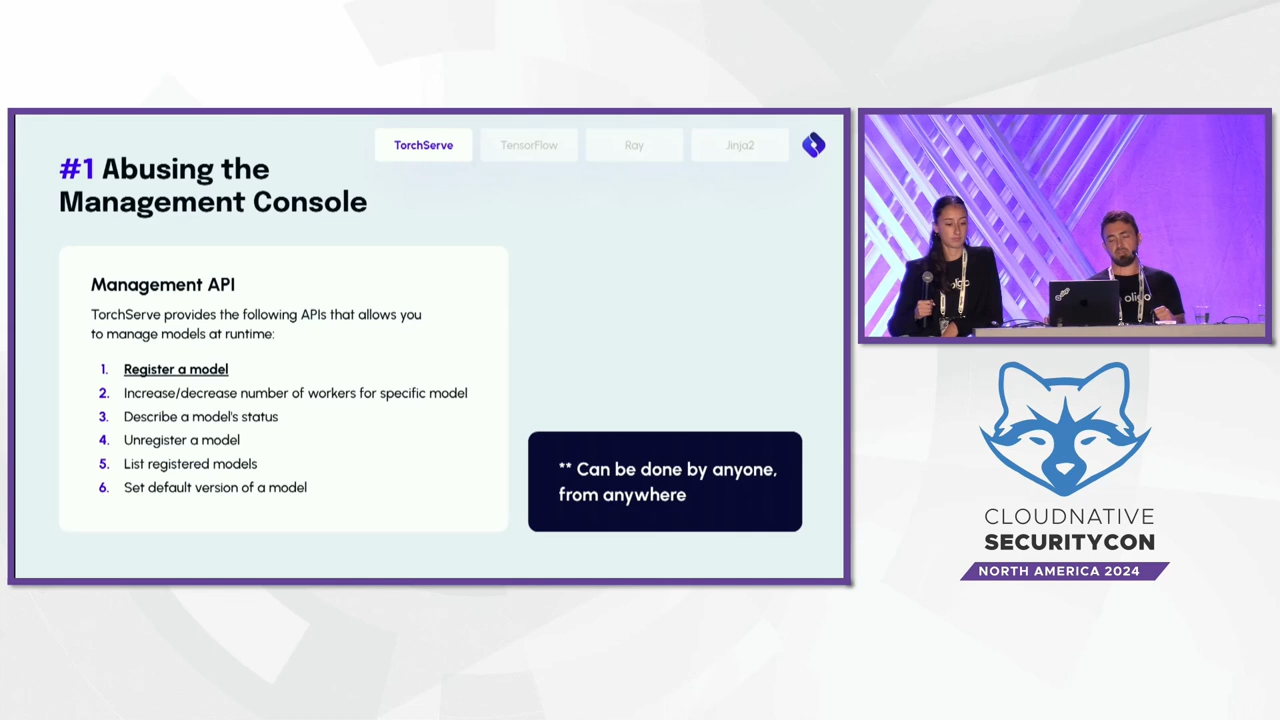 TorchServe
TensorFlow
Ray
Jinja2
#1 Abusing the
Management Console
Management API
TorchServe provides the following APIs that allows you
to manage models at runtime:
1. Register a model
2. Increase/decrease number of workers for specific model
3. Describe a model's status
4. Unregister a model
5. List registered models
6. Set default version of a model
** Can be done by anyone,
from anywhere
oligo
CLOUDNATIVE
SECURITYCON
NORTH AMERICA 2024